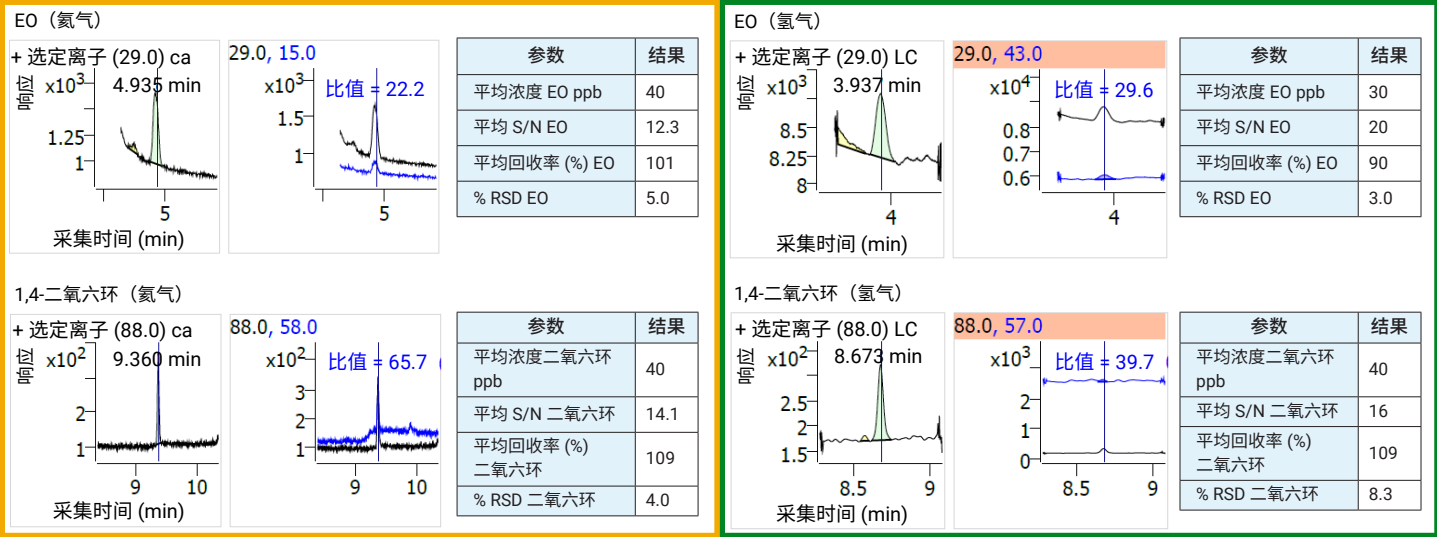 EO（氦气）
+ 选定离子 (29.0) ca
响应
x10³
4.935 min
1.25
1
5
采集时间 (min)
29.0, 15.0
x10³
比值 = 22.2
1.5
1
5
参数 结果
平均浓度 EO ppb 40
平均 S/N EO 12.3
平均回收率 (%) EO 101
% RSD EO 5.0
1,4-二氧六环（氦气）
+ 选定离子 (88.0) ca
响应
x10²
9.360 min
2
1
9 10
采集时间 (min)
88.0, 58.0
x10²
比值 = 65.7 (
3
2
1
9 10
参数 结果
平均浓度二氧六环
ppb
40
平均 S/N 二氧六环 14.1
平均回收率 (%)
二氧六环
109
% RSD 二氧六环 4.0
EO（氢气）
+ 选定离子 (29.0) LC
响应
x10³
3.937 min
8.5
8.25
8
4
采集时间 (min)
29.0, 43.0
x10⁴
比值 = 29.6
0.8
0.7
0.6
4
参数 结果
平均浓度 EO ppb 30
平均 S/N EO 20
平均回收率 (%) EO 90
% RSD EO 3.0
1,4-二氧六环（氢气）
+ 选定离子 (88.0) LC
响应
x10²
8.673 min
2.5
2
1.5
8.5 9
采集时间 (min)
88.0, 57.0
x10³
比值 = 39.7 (
2
1
0
8.5 9
参数 结果
平均浓度二氧六环
ppb
40
平均 S/N 二氧六环 16
平均回收率 (%)
二氧六环
109
% RSD 二氧六环 8.3